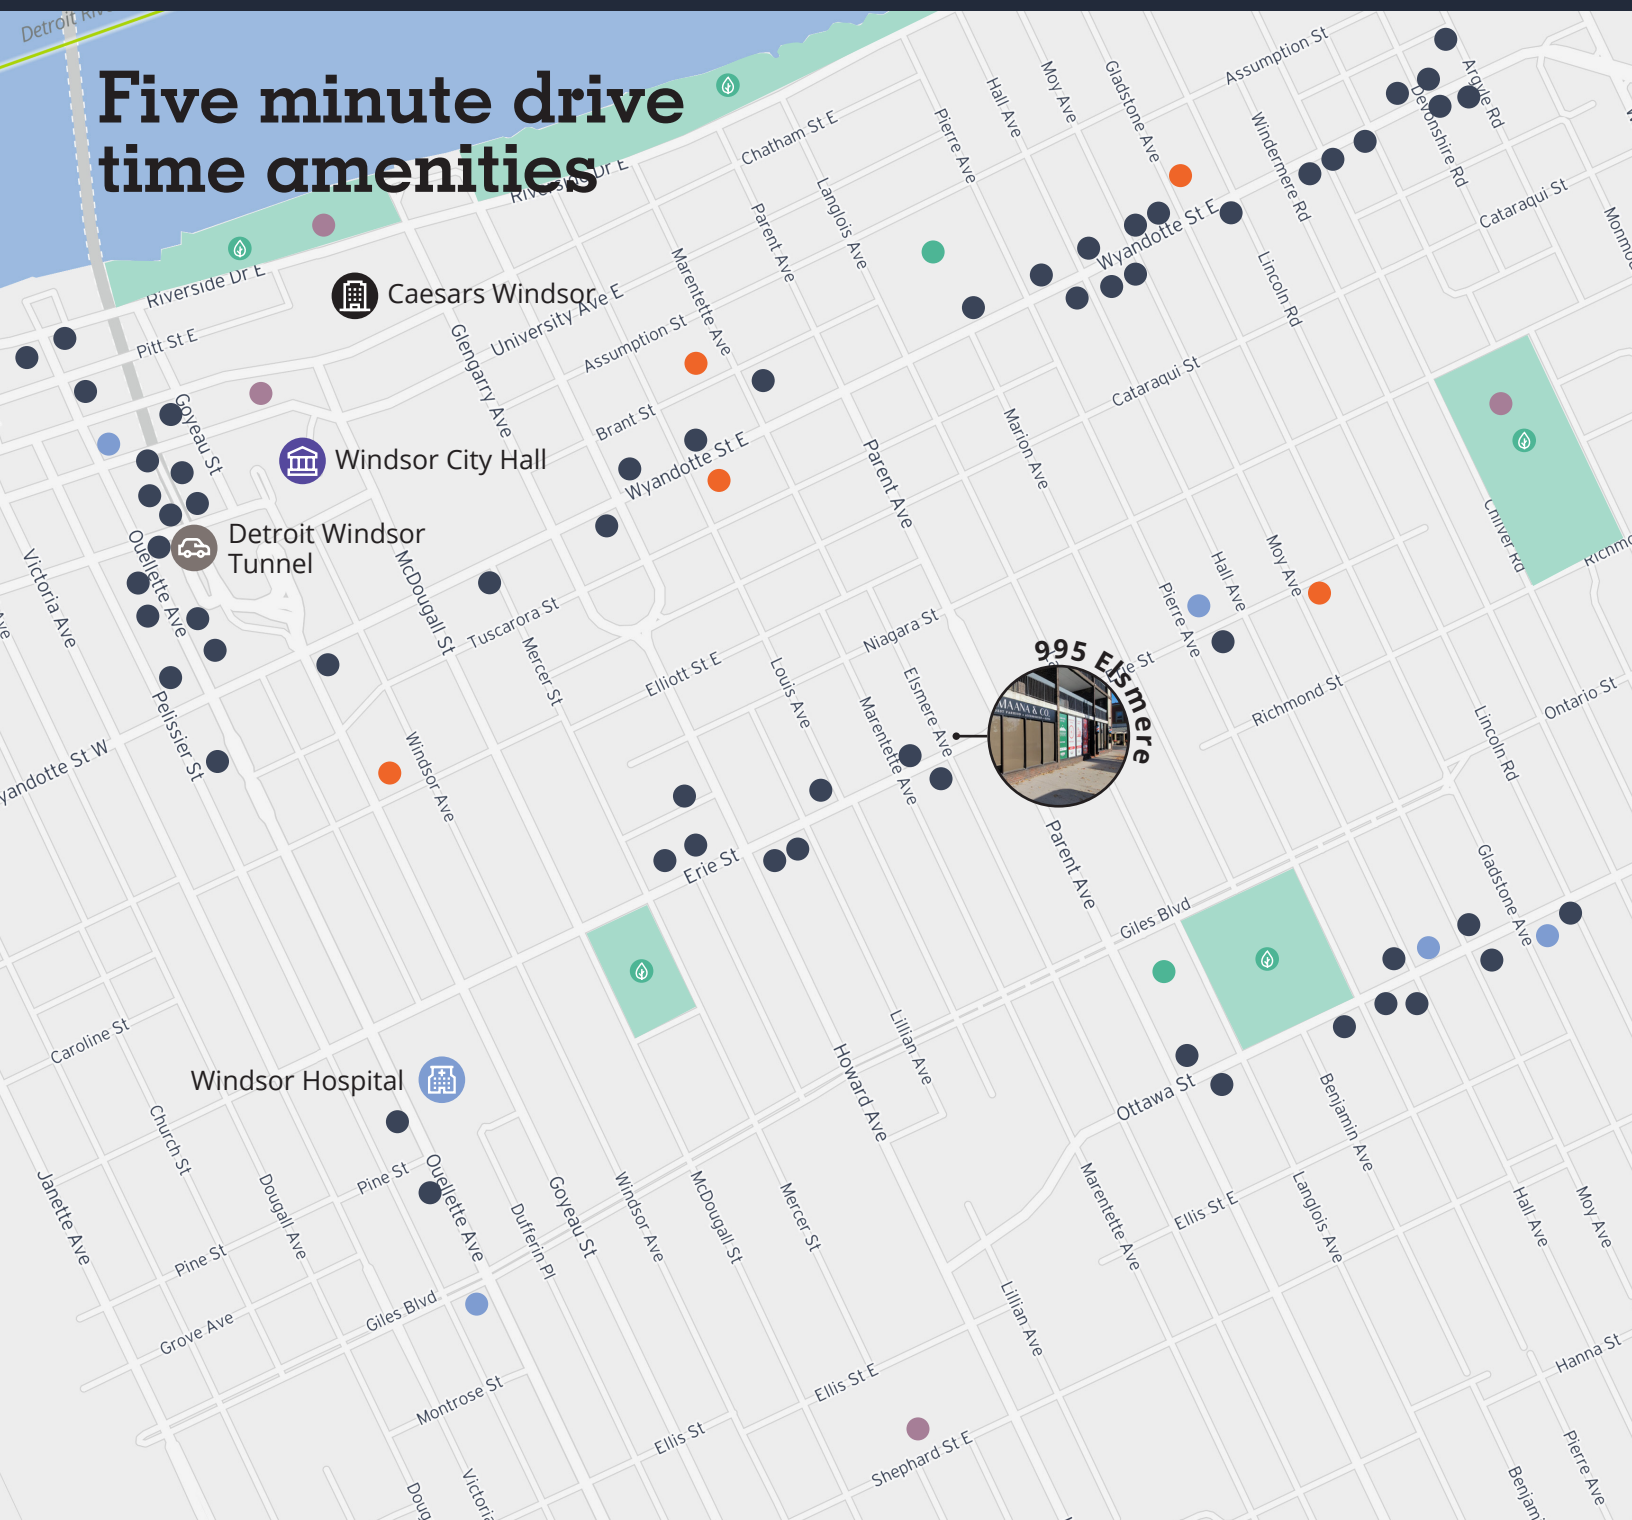 Five minute drive
time amenities
Riverside Dr E
Chatham St E
Langlois Ave
Parent Ave
Pierre Ave
Hall Ave
Moy Ave
Gladstone Ave
Assumption St
Windermere Rd
Argyle Rd
Devonshire Rd
Cataraqui St
Lincoln Rd
Wyandotte St E
Riverside Dr E
Caesars Windsor
Pitt St E
University Ave E
Assumption St
Marentette Ave
Glengarry Ave
Brant St
Wyandotte St E
Goyeau St
Windsor City Hall
Detroit Windsor
Tunnel
Ouellette Ave
Victoria Ave
McDougall St
Tuscarora St
Mercer St
Elliott St E
Louis Ave
Niagara St
Parent Ave
Marion Ave
Cataraqui St
Pierre Ave
Hall Ave
Moy Ave
Chilver Rd
Richmond St
Ontario St
Lincoln Rd
995 Elsmere
MAANA & CO.
Elsmere Ave
Marentette Ave
Pelissier St
Windsor Ave
Erie St
Parent Ave
Giles Blvd
Gladstone Ave
Caroline St
Windsor Hospital
Church St
Janette Ave
Dougall Ave
Pine St
Pine St
Ouellette Ave
Dufferin Pl
Goyeau St
Windsor Ave
McDougall St
Mercer St
Howard Ave
Lillian Ave
Ottawa St
Marentette Ave
Benjamin Ave
Langlois Ave
Ellis St E
Hall Ave
Moy Ave
Grove Ave
Giles Blvd
Montrose St
Ellis St
Ellis St E
Lillian Ave
Shephard St E
Hanna St
Pierre Ave